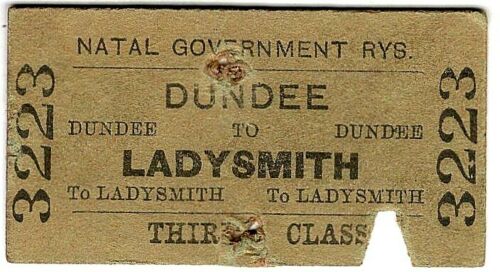 NATAL GOVERNMENT RYS.
3223
DUNDEE
DUNDEE TO DUNDEE
LADYSMITH
To LADYSMITH To LADYSMITH
THIRD CLASS
3223